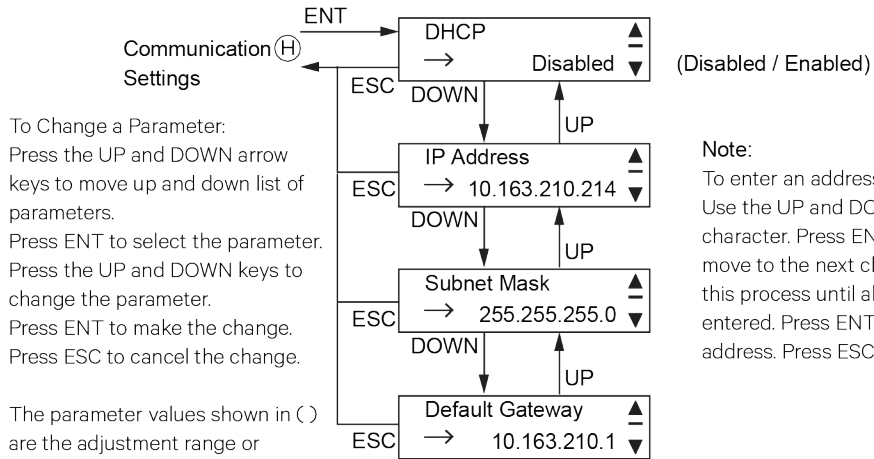 ENT
Communication H
Settings
ESC
DHCP
→ Disabled
(Disabled / Enabled)
DOWN
UP
To Change a Parameter:
Press the UP and DOWN arrow
keys to move up and down list of
parameters.
Press ENT to select the parameter.
Press the UP and DOWN keys to
change the parameter.
Press ENT to make the change.
Press ESC to cancel the change.
The parameter values shown in ( )
are the adjustment range or
IP Address
→ 10.163.210.214
ESC
DOWN
UP
Subnet Mask
→ 255.255.255.0
ESC
DOWN
UP
Default Gateway
→ 10.163.210.1
ESC
Note:
To enter an address
Use the UP and
character. Press
move to the next
this process until
entered. Press ENT
address. Press ESC